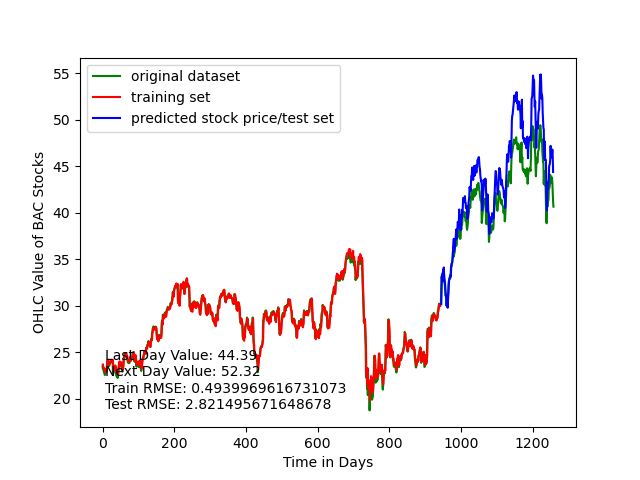 original dataset
training set
predicted stock price/test set
55
50
45
40
35
30
25
20
OHLC Value of BAC Stocks
Last Day Value: 44.39
Next Day Value: 52.32
Train RMSE: 0.4939969616731073
Test RMSE: 2.821495671648678
0 200 400 600 800 1000 1200
Time in Days